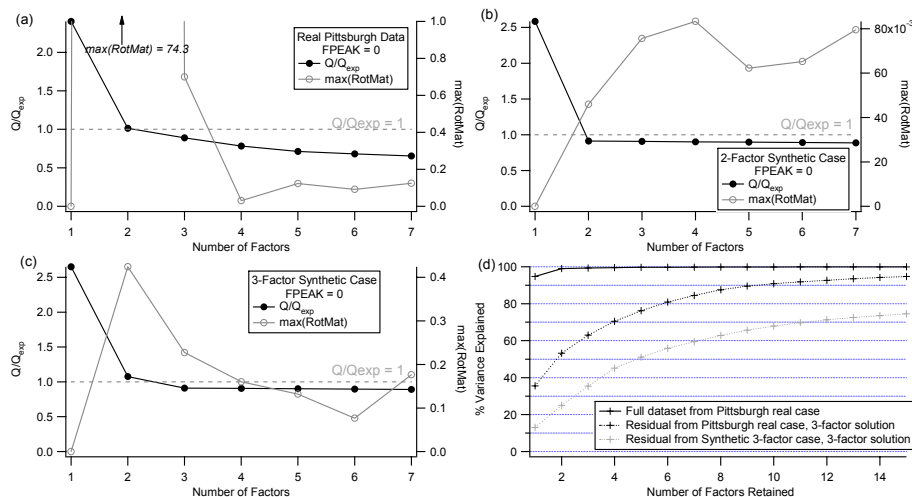 (a)
max(RotMat) = 74.3
Real Pittsburgh Data
FPEAK = 0
Q/Qexp
max(RotMat)
Q/Qexp = 1
2.0
1.5
1.0
0.5
0.0
Q/Qexp
1.0
0.8
0.6
0.4
0.2
0.0
max(RotMat)
1 2 3 4 5 6 7
Number of Factors
(b)
2.5
2.0
1.5
1.0
0.5
0.0
Q/Qexp
Q/Qexp = 1
2-Factor Synthetic Case
FPEAK = 0
Q/Qexp
max(RotMat)
80x10-3
60
40
20
0
max(RotMat)
1 2 3 4 5 6 7
Number of Factors
(c)
3-Factor Synthetic Case
FPEAK = 0
Q/Qexp
max(RotMat)
Q/Qexp = 1
2.5
2.0
1.5
1.0
0.5
0.0
Q/Qexp
0.4
0.3
0.2
0.1
0.0
max(RotMat)
1 2 3 4 5 6 7
Number of Factors
(d)
100
80
60
40
20
0
% Variance Explained
Full dataset from Pittsburgh real case
Residual from Pittsburgh real case, 3-factor solution
Residual from Synthetic 3-factor case, 3-factor solution
2 4 6 8 10 12 14
Number of Factors Retained